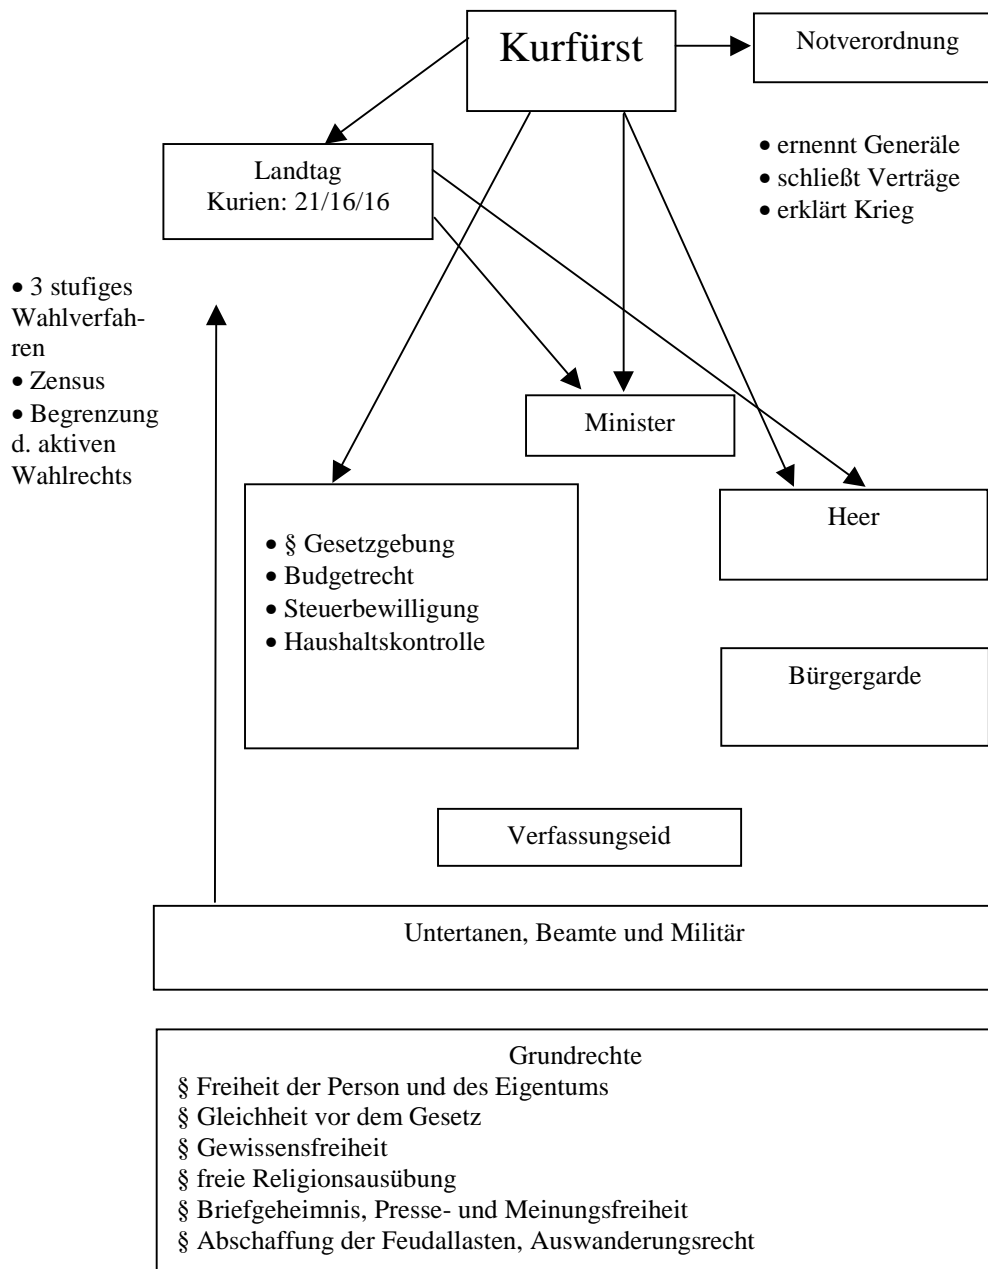 Kurfürst
Notverordnung
Landtag
Kurien: 21/16/16
• ernennt Generäle
• schließt Verträge
• erklärt Krieg
• 3 stufiges
Wahlverfah-
ren
• Zensus
• Begrenzung
d. aktiven
Wahlrechts
Minister
Heer
• § Gesetzgebung
• Budgetrecht
• Steuerbewilligung
• Haushaltskontrolle
Bürgergarde
Verfassungseid
Untertanen, Beamte und Militär
Grundrechte
§ Freiheit der Person und des Eigentums
§ Gleichheit vor dem Gesetz
§ Gewissensfreiheit
§ freie Religionsausübung
§ Briefgeheimnis, Presse- und Meinungsfreiheit
§ Abschaffung der Feudallasten, Auswanderungsrecht